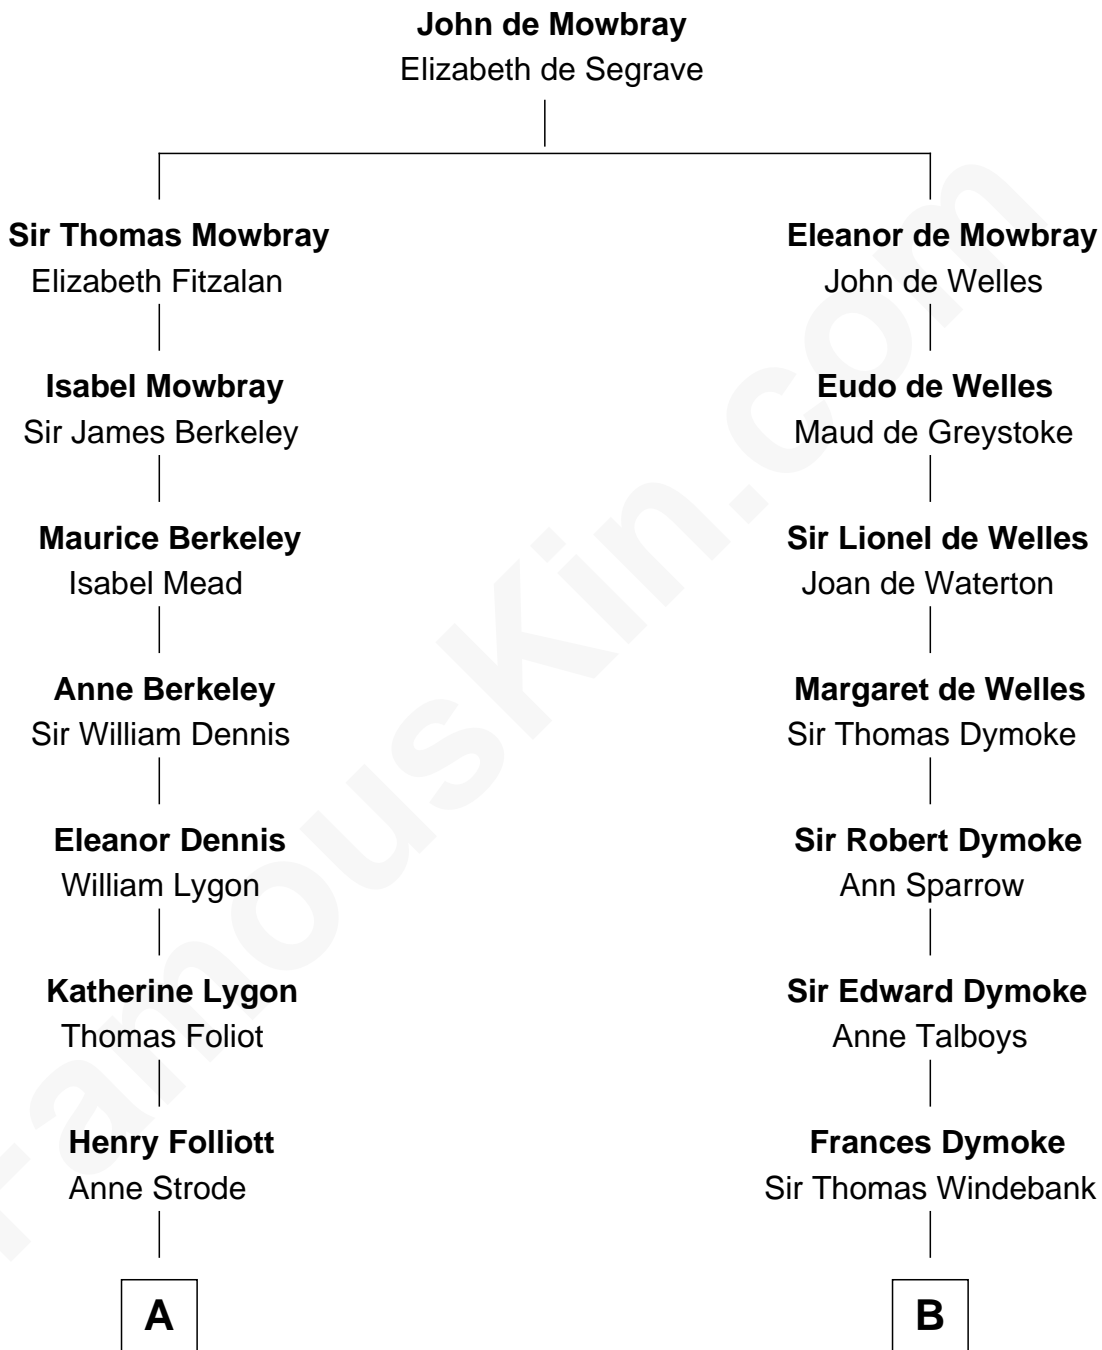 John de Mowbray
Elizabeth de Segrave
Sir Thomas Mowbray
Elizabeth Fitzalan
Isabel Mowbray
Sir James Berkeley
Maurice Berkeley
Isabel Mead
Anne Berkeley
Sir William Dennis
Eleanor Dennis
William Lygon
Katherine Lygon
Thomas Foliot
Henry Folliott
Anne Strode
A
Eleanor de Mowbray
John de Welles
Eudo de Welles
Maud de Greystoke
Sir Lionel de Welles
Joan de Waterton
Margaret de Welles
Sir Thomas Dymoke
Sir Robert Dymoke
Ann Sparrow
Sir Edward Dymoke
Anne Talboys
Frances Dymoke
Sir Thomas Windebank
B
FamousKin.com